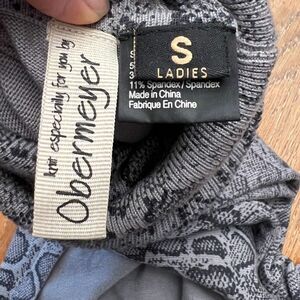 knit especially for you by
Obermeyer
S
LADIES
11% Spandex / Spandex
Made in China
Fabriqué En Chine